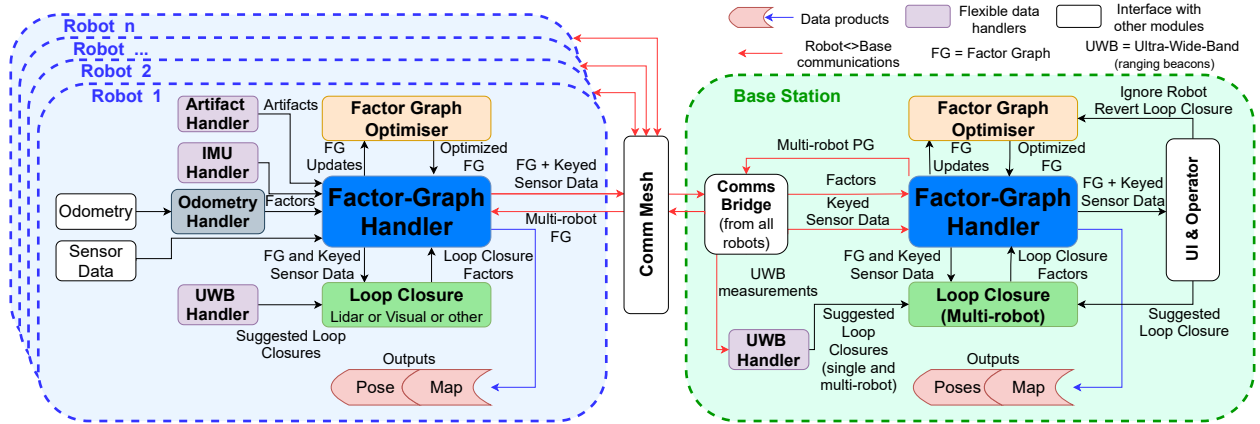 Robot n
Robot ...
Robot 2
Robot 1
Data products
Flexible data
handlers
Interface with
other modules
Robot<>Base
communications
FG = Factor Graph
UWB = Ultra-Wide-Band
(ranging beacons)
Artifact
Handler
Artifacts
Factor Graph
Optimiser
IMU
Handler
FG
Updates
Optimized
FG
Odometry
Odometry
Handler
Factors
Factor-Graph
Handler
FG + Keyed
Sensor Data
Multi-robot
FG
Sensor
Data
FG and Keyed
Sensor Data
Loop Closure
Factors
UWB
Handler
Suggested Loop
Closures
Loop Closure
Lidar or Visual or other
Outputs
Pose
Map
Comm Mesh
Base Station
Ignore Robot
Revert Loop Closure
Factor Graph
Optimiser
Multi-robot PG
FG
Updates
Optimized
FG
Comms
Bridge
(from all
robots)
Factors
Keyed
Sensor Data
Factor-Graph
Handler
FG + Keyed
Sensor Data
UI & Operator
UWB
measurements
FG and Keyed
Sensor Data
Loop Closure
Factors
UWB
Handler
Suggested
Loop
Closures
(single and
multi-robot)
Loop Closure
(Multi-robot)
Suggested
Loop Closure
Outputs
Poses
Map